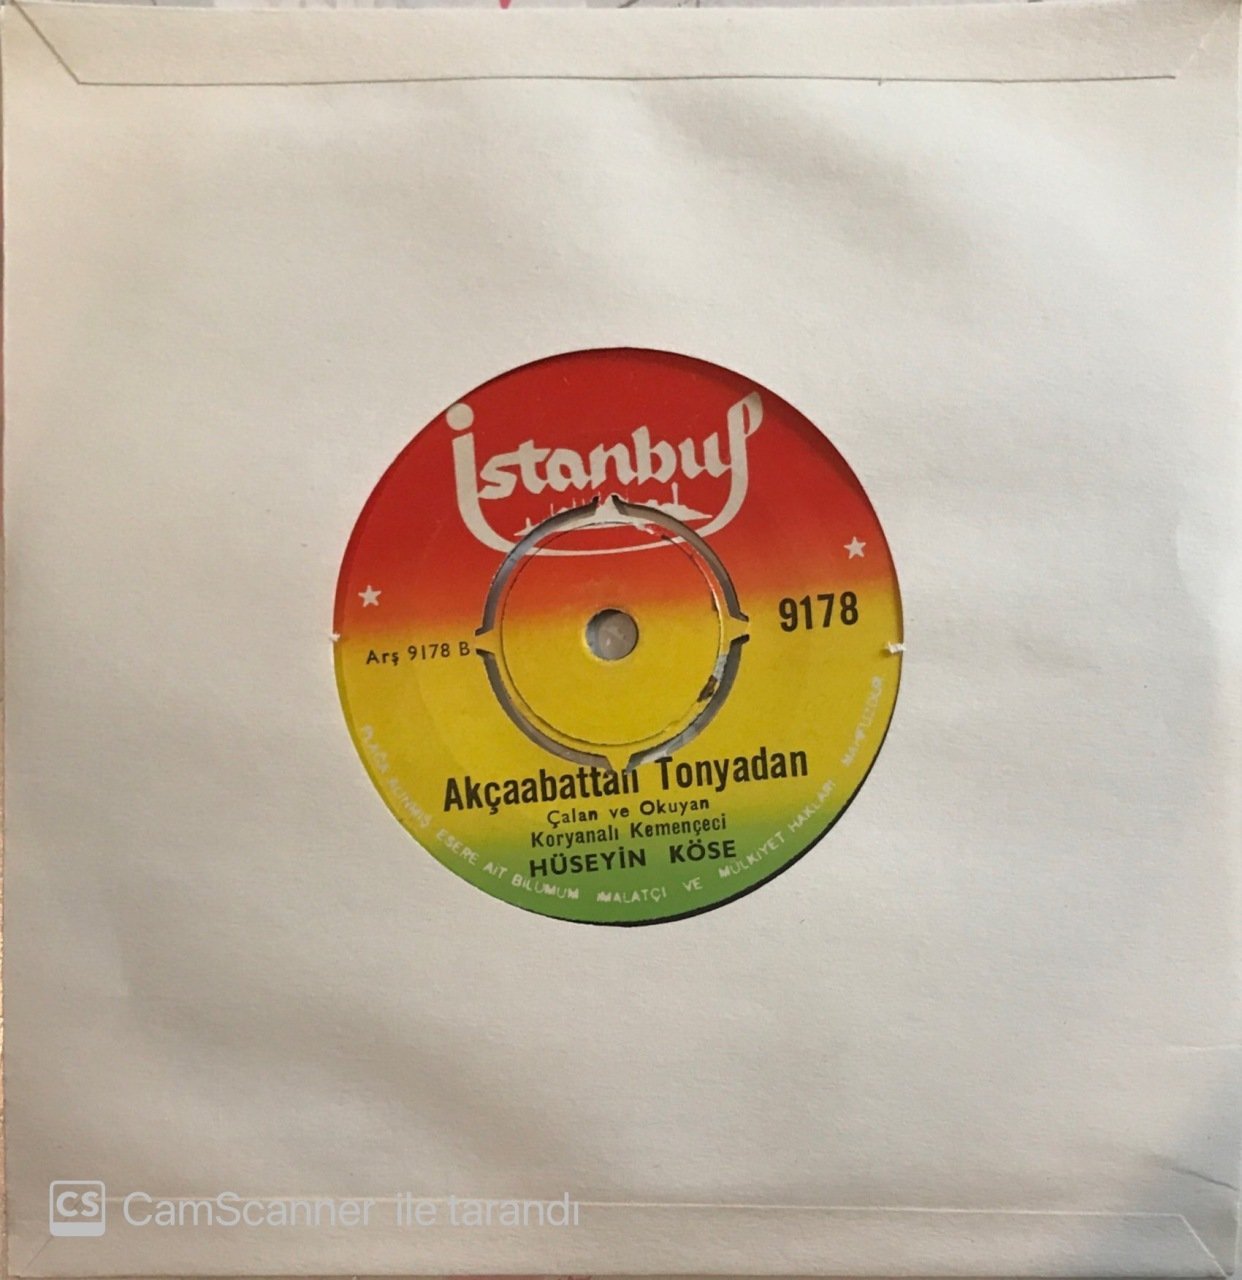 İstanbul
9178
Arş 9178 B
Akçaabattan Tonyadan
Çalan ve Okuyan
Koryanalı Kemençeci
HÜSEYİN KÖSE
PLAĞA ALINMIŞ ESERE AİT BİLUMUM İMALATÇI VE MÜLKİYET HAKLARI MAHFUZDUR
CS CamScanner ile tarandı